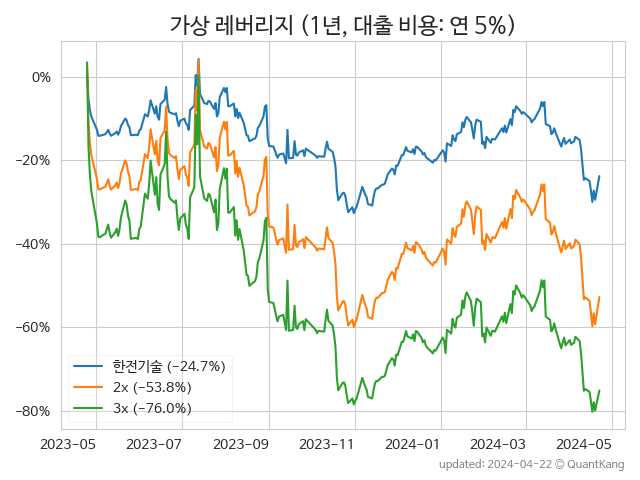 가상 레버리지 (1년, 대출 비용: 연 5%)
0%
−20%
−40%
−60%
−80%
한전기술 (−24.7%)
2x (−53.8%)
3x (−76.0%)
2023−05 2023−07 2023−09 2023−11 2024−01 2024−03 2024−05
updated: 2024−04−22 © QuantKang